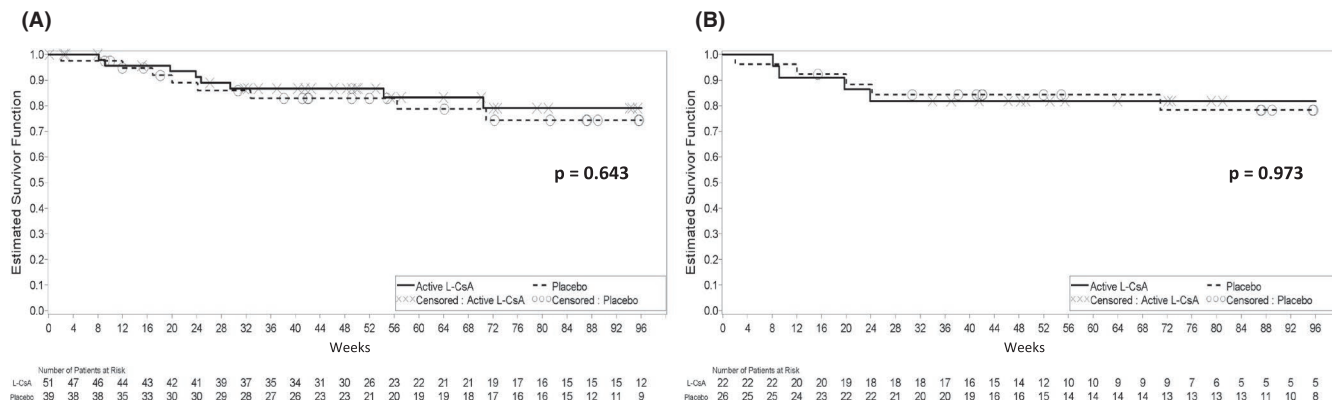 (A)
Estimated Survivor Function
1.0
0.9
0.8
0.7
0.6
0.5
0.4
0.3
0.2
0.1
0.0
p = 0.643
Active L-CsA Placebo
Censored : Active L-CsA Censored : Placebo
0 4 8 12 16 20 24 28 32 36 40 44 48 52 56 60 64 68 72 76 80 84 88 92 96
Weeks
Number of Patients at Risk
L-CsA 51 47 46 44 43 42 41 39 37 35 34 31 30 26 23 22 21 21 19 17 16 15 15 15 12
Placebo 39 38 38 35 33 30 30 28 28 27 26 23 23 21 20 19 19 18 17 16 15 15 12 11 9
(B)
Estimated Survivor Function
1.0
0.9
0.8
0.7
0.6
0.5
0.4
0.3
0.2
0.1
0.0
p = 0.973
Active L-CsA Placebo
Censored : Active L-CsA Censored : Placebo
0 4 8 12 16 20 24 28 32 36 40 44 48 52 56 60 64 68 72 76 80 84 88 92 96
Weeks
Number of Patients at Risk
L-CsA 22 22 22 20 20 19 18 18 18 17 16 15 14 12 10 10 9 9 9 7 6 5 5 5 5
Placebo 26 25 25 24 23 22 22 21 20 20 19 16 16 15 14 14 14 14 13 13 13 13 11 10 8